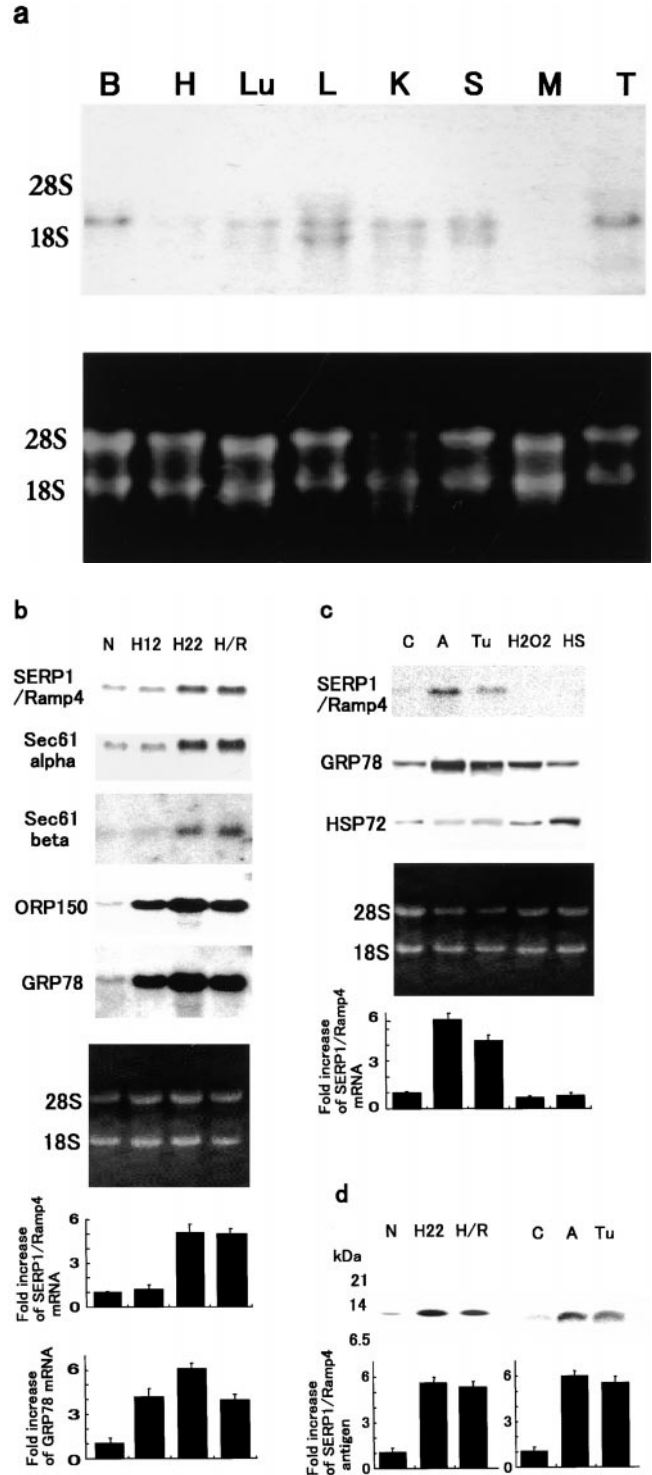 a
B H Lu L K S M T
28S
18S
28S
18S
b
N H12 H22 H/R
SERP1
/Ramp4
Sec61
alpha
Sec61
beta
ORP150
GRP78
28S
18S
6
3
0
Fold increase
of SERP1/Ramp4
mRNA
6
3
0
Fold increase
of GRP78 mRNA
c
C A Tu H2O2 HS
SERP1
/Ramp4
GRP78
HSP72
28S
18S
6
3
0
Fold increase
of SERP1/Ramp4
mRNA
d
N H22 H/R C A Tu
kDa
21
14
6.5
6
3
0
Fold increase
of SERP1/Ramp4
antigen
6
3
0